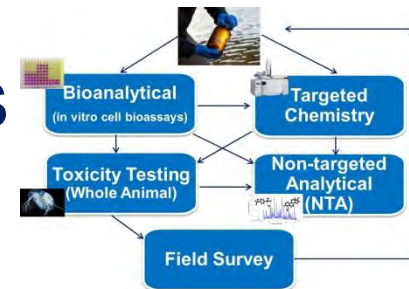 S
Bioanalytical
(in vitro cell bioassays)
Targeted
Chemistry
Toxicity Testing
(Whole Animal)
Non-targeted
Analytical
(NTA)
Field Survey